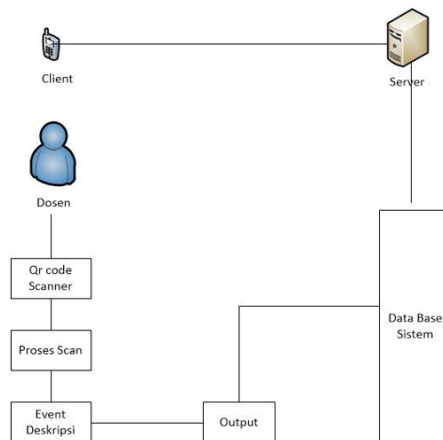 Client
Server
Dosen
Qr code
Scanner
Proses Scan
Event
Deskripsi
Output
Data Base
Sistem